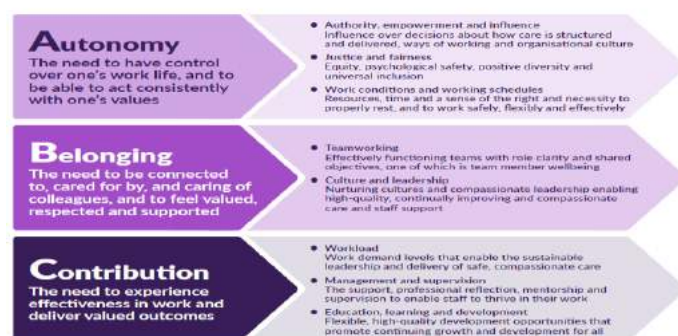 Autonomy
The need to have control
over one's work life, and to
be able to act consistently
with one's values
● Authority, empowerment and influence
Influence over decisions about how care is structured
and delivered, ways of working and organisational culture
● Justice and fairness
Equity, psychological safety, positive diversity and
universal inclusion
● Work conditions and working schedules
Resources, time and a sense of the right and necessity to
properly rest, and to work safely, flexibly and effectively
Belonging
The need to be connected
to, cared for by, and caring of
colleagues, and to feel valued,
respected and supported
● Teamworking
Effectively functioning teams with role clarity and shared
objectives, one of which is team member wellbeing
● Culture and leadership
Nurturing cultures and compassionate leadership enabling
high-quality, continually improving and compassionate
care and staff support
Contribution
The need to experience
effectiveness in work and
deliver valued outcomes
● Workload
Work demand levels that enable the sustainable
leadership and delivery of safe, compassionate care
● Management and supervision
The support, professional reflection, mentorship and
supervision to enable staff to thrive in their work
● Education, learning and development
Flexible, high-quality development opportunities that
promote continuing growth and development for all